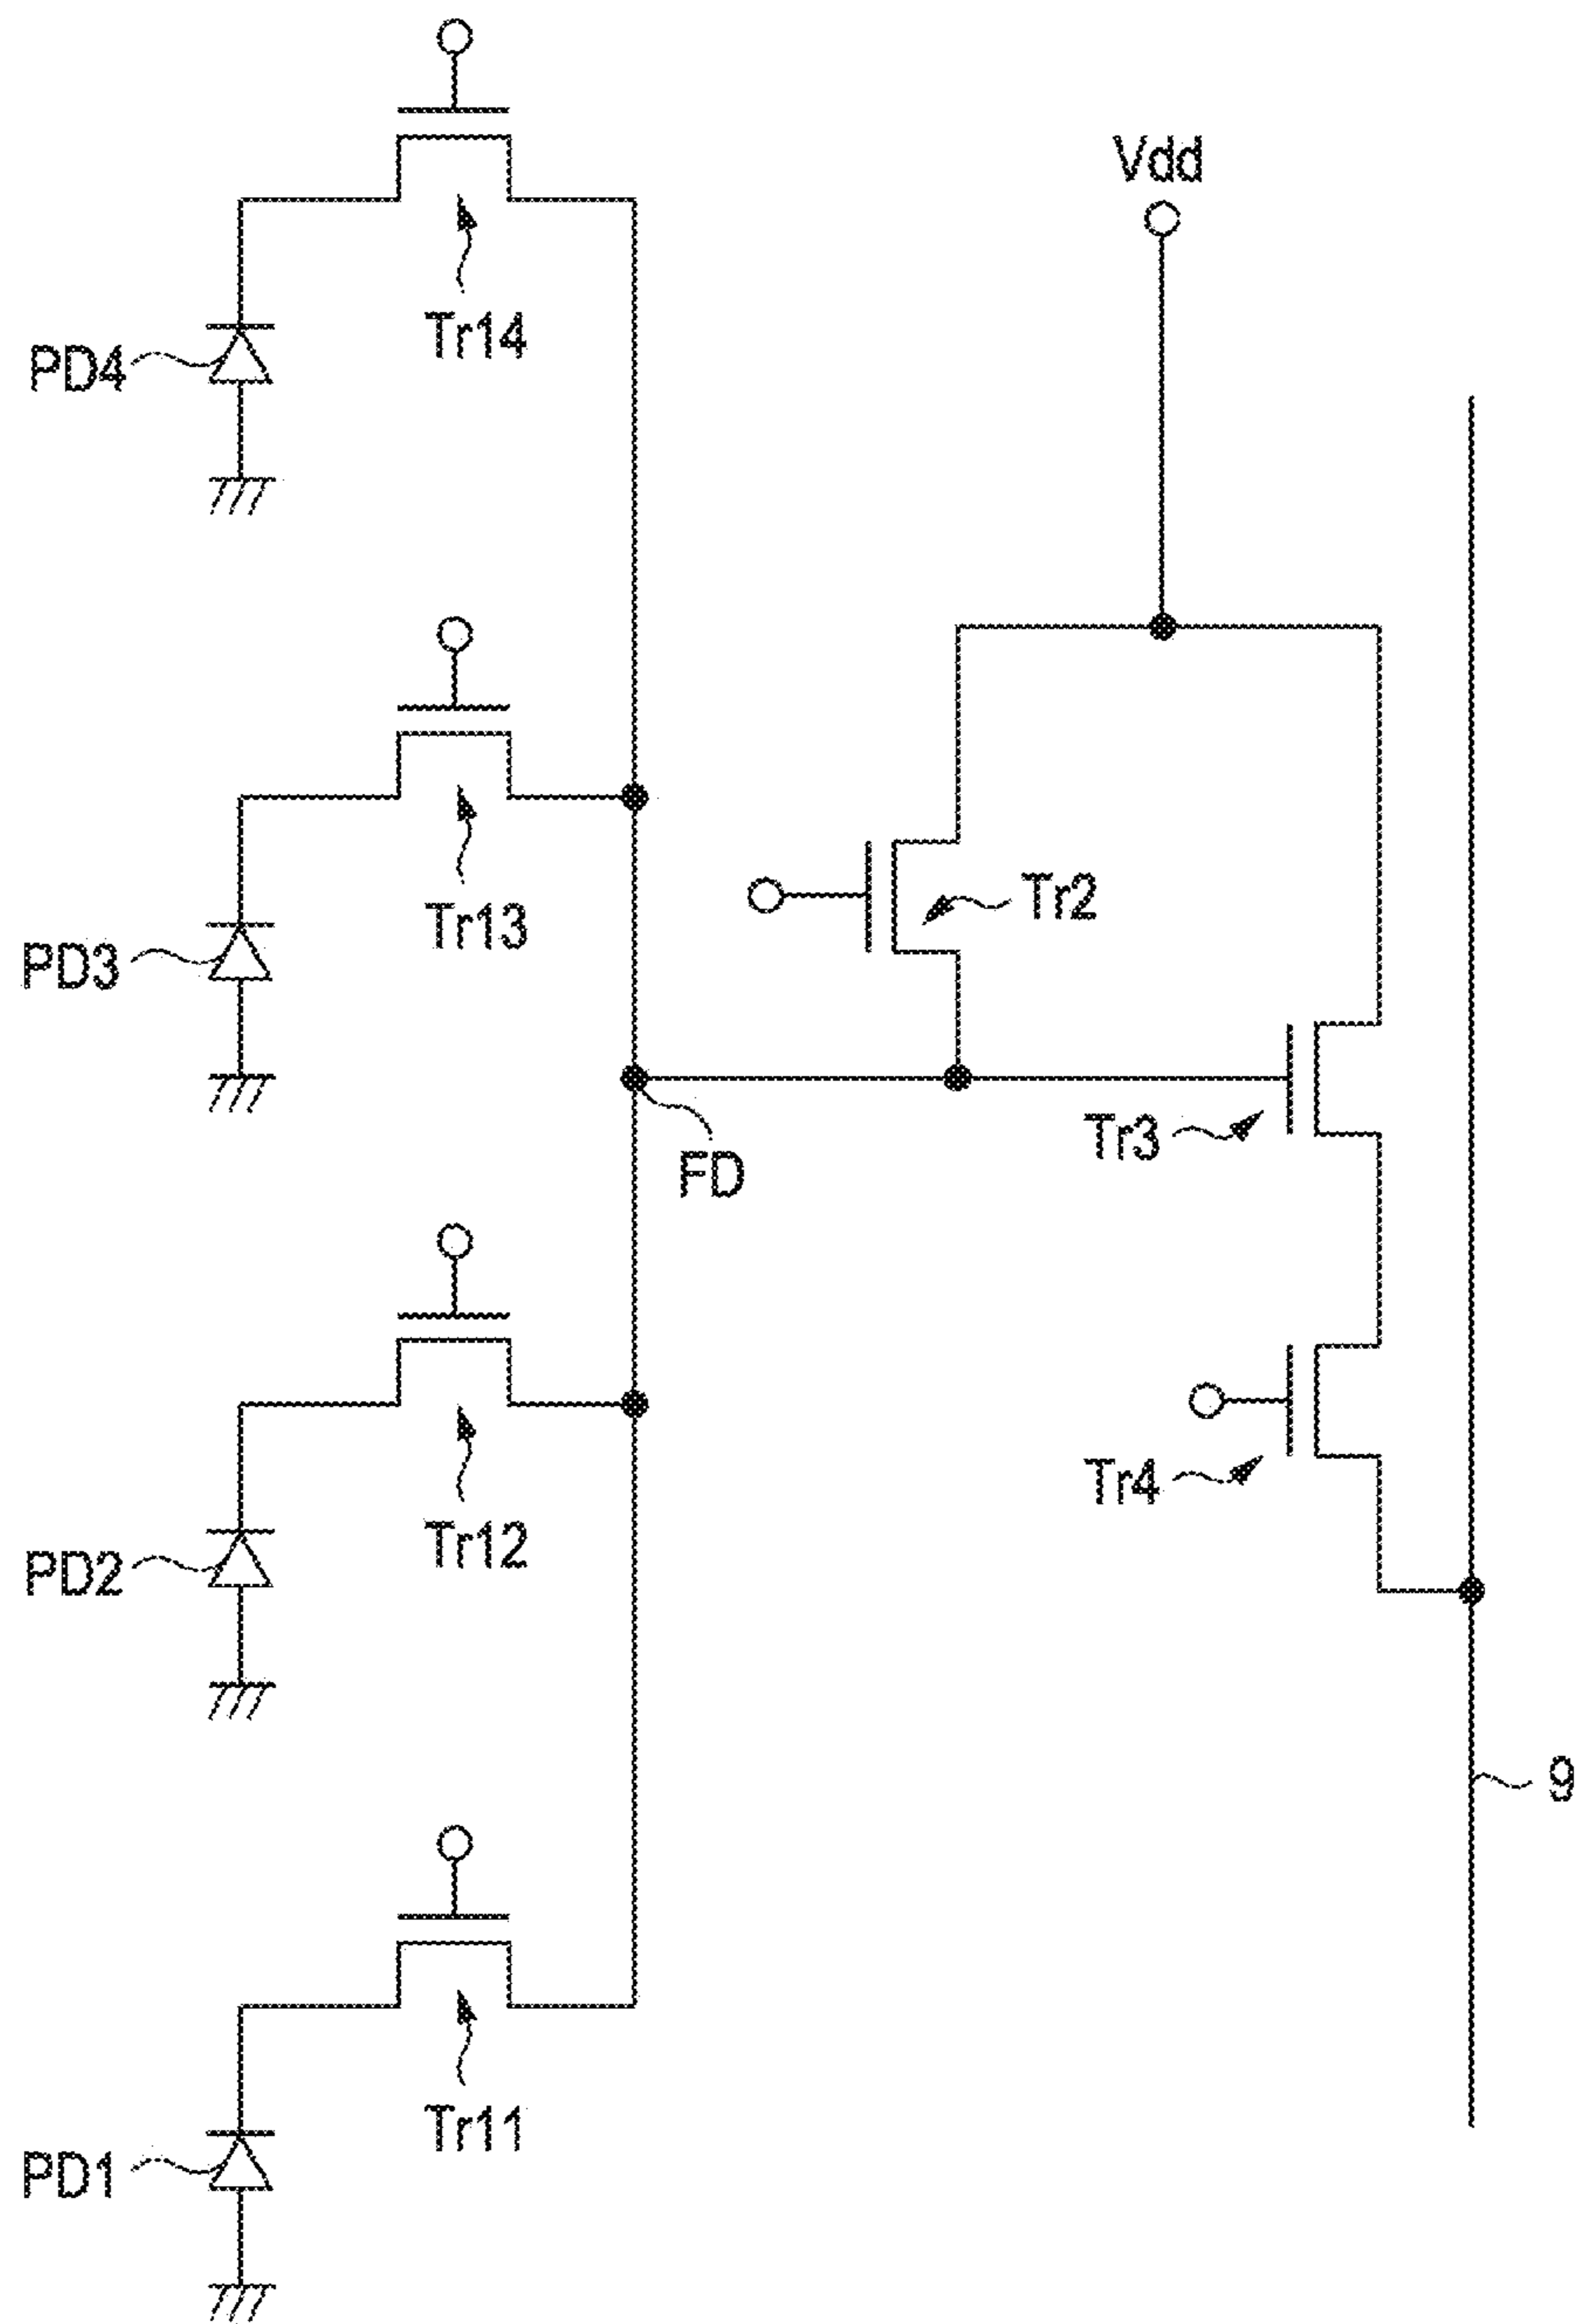 Vdd
Tr14
PD4
Tr2
Tr13
PD3
Tr3
FD
Tr4
Tr12
PD2
9
Tr11
PD1